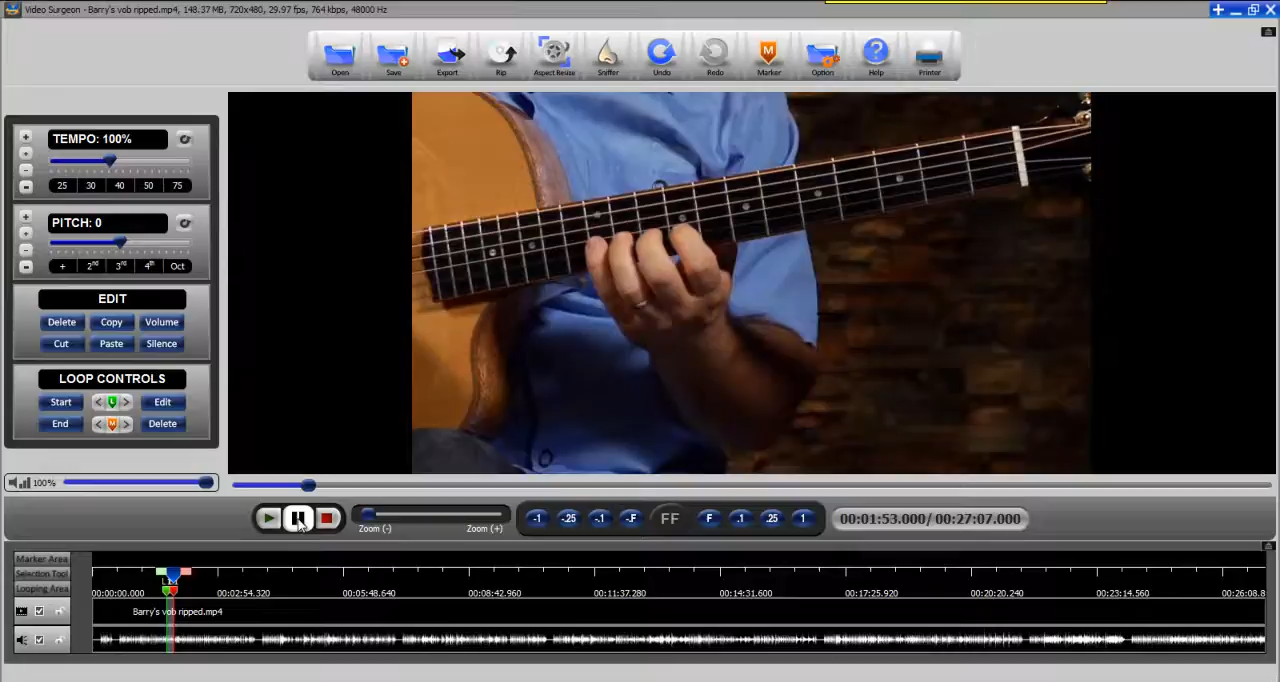 Video Surgeon - Barry's vob ripped.mp4, 148.37 MB, 720x480, 29.97 fps, 764 kbps, 48000 Hz
Open Save Export Rip Aspect Resize Sniffer Undo Redo Marker Option Help Printer
TEMPO: 100%
25 30 40 50 75
PITCH: 0
+ 2nd 3rd 4th Oct
EDIT
Delete Copy Volume
Cut Paste Silence
LOOP CONTROLS
Start < L > Edit
End < M > Delete
100%
Zoom (-) Zoom (+)
-1 -.25 -.1 -.F FF F .1 .25 1
00:01:53.000/ 00:27:07.000
Marker Area
Selection Tool
Looping Area
00:00:00.000 00:02:54.320 00:05:48.640 00:08:42.960 00:11:37.280 00:14:31.600 00:17:25.920 00:20:20.240 00:23:14.560 00:26:08.8
Barry's vob ripped.mp4